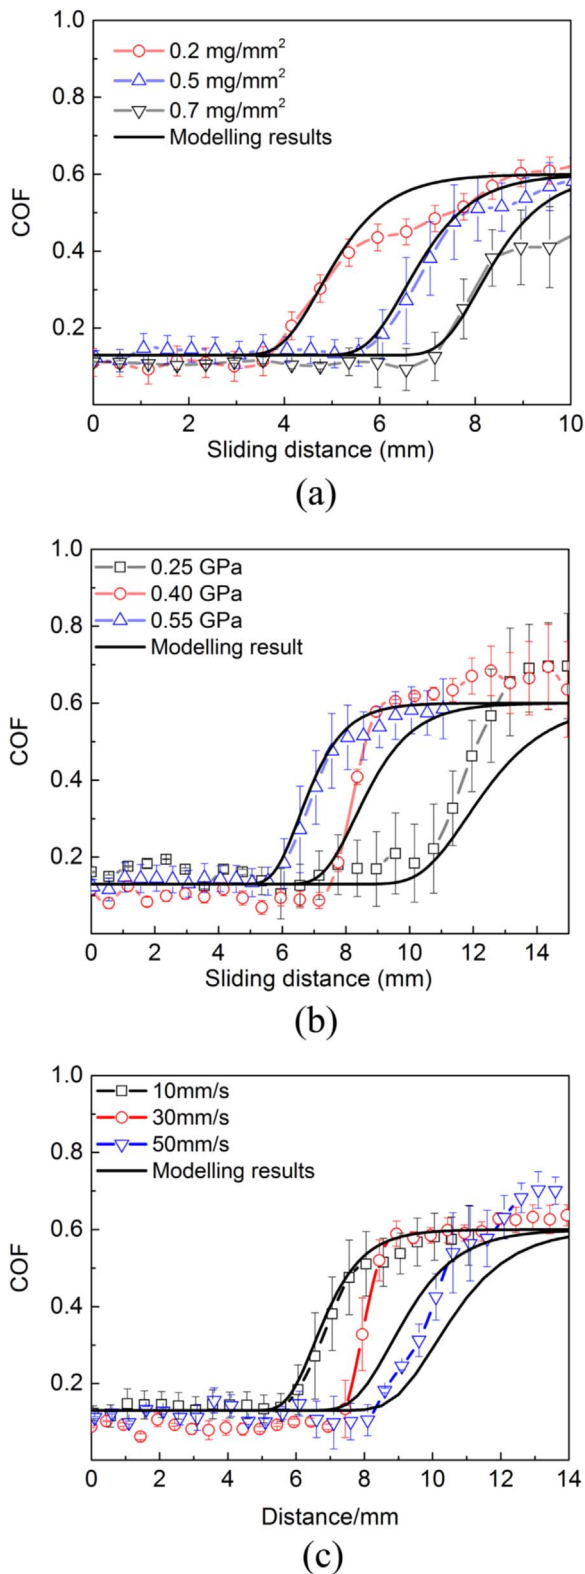 1.0
0.8
0.6
0.4
0.2
COF
0.2 mg/mm²
0.5 mg/mm²
0.7 mg/mm²
Modelling results
0 2 4 6 8 10
Sliding distance (mm)
(a)
1.0
0.8
0.6
0.4
0.2
COF
0.25 GPa
0.40 GPa
0.55 GPa
Modelling result
0 2 4 6 8 10 12 14
Sliding distance (mm)
(b)
1.0
0.8
0.6
0.4
0.2
COF
10mm/s
30mm/s
50mm/s
Modelling results
0 2 4 6 8 10 12 14
Distance/mm
(c)